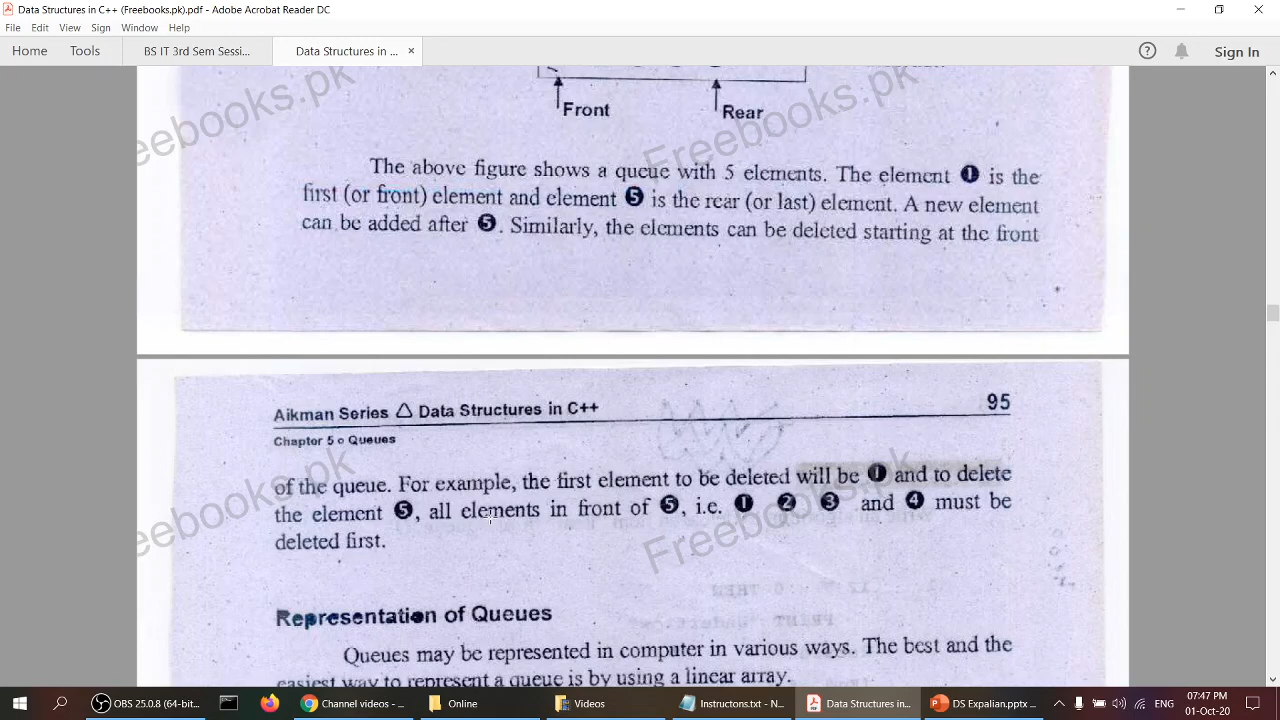 Data Structures in C++ (Freebooks.pk).pdf - Adobe Acrobat Reader DC
File Edit View Sign Window Help
Home Tools BS IT 3rd Sem Sessi... Data Structures in ... × Sign In
Freebooks.pk
Freebooks.pk
Front
Rear
The above figure shows a queue with 5 elements. The element ❶ is the
first (or front) element and element ❺ is the rear (or last) element. A new element
can be added after ❺. Similarly, the elements can be deleted starting at the front
Aikman Series △ Data Structures in C++ 95
Chapter 5 o Queues
of the queue. For example, the first element to be deleted will be ❶ and to delete
the element ❺, all elements in front of ❺, i.e. ❶ ❷ ❸ and ❹ must be
deleted first.
Freebooks.pk
Freebooks.pk
Representation of Queues
Queues may be represented in computer in various ways. The best and the
easiest way to represent a queue is by using a linear array.
OBS 25.0.8 (64-bit... Channel videos - ... Online Videos Instructons.txt - N... Data Structures in... DS Expalian.pptx ENG 07:47 PM
01-Oct-20